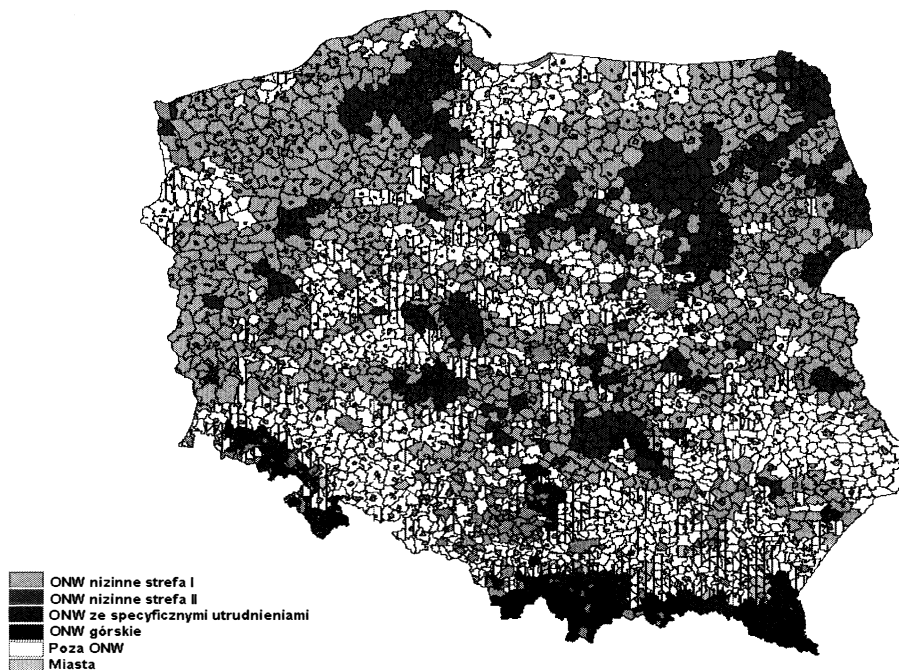 ONW nizinne strefa I
ONW nizinne strefa II
ONW ze specyficznymi utrudnieniami
ONW górskie
Poza ONW
Miasta